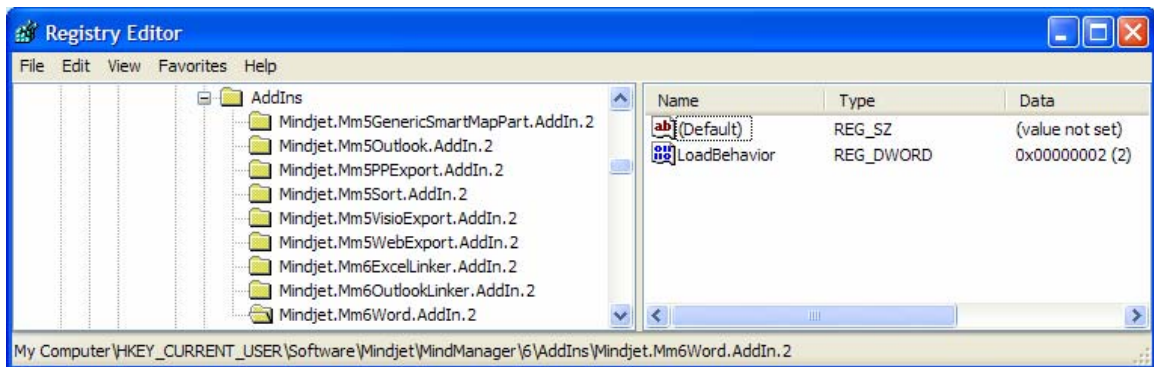 Registry Editor
File Edit View Favorites Help
AddIns
Mindjet.Mm5GenericSmartMapPart.AddIn.2
Mindjet.Mm5Outlook.AddIn.2
Mindjet.Mm5PPExport.AddIn.2
Mindjet.Mm5Sort.AddIn.2
Mindjet.Mm5VisioExport.AddIn.2
Mindjet.Mm5WebExport.AddIn.2
Mindjet.Mm6ExcelLinker.AddIn.2
Mindjet.Mm6OutlookLinker.AddIn.2
Mindjet.Mm6Word.AddIn.2
Name Type Data
(Default) REG_SZ (value not set)
LoadBehavior REG_DWORD 0x00000002 (2)
My Computer\HKEY_CURRENT_USER\Software\Mindjet\MindManager\6\AddIns\Mindjet.Mm6Word.AddIn.2